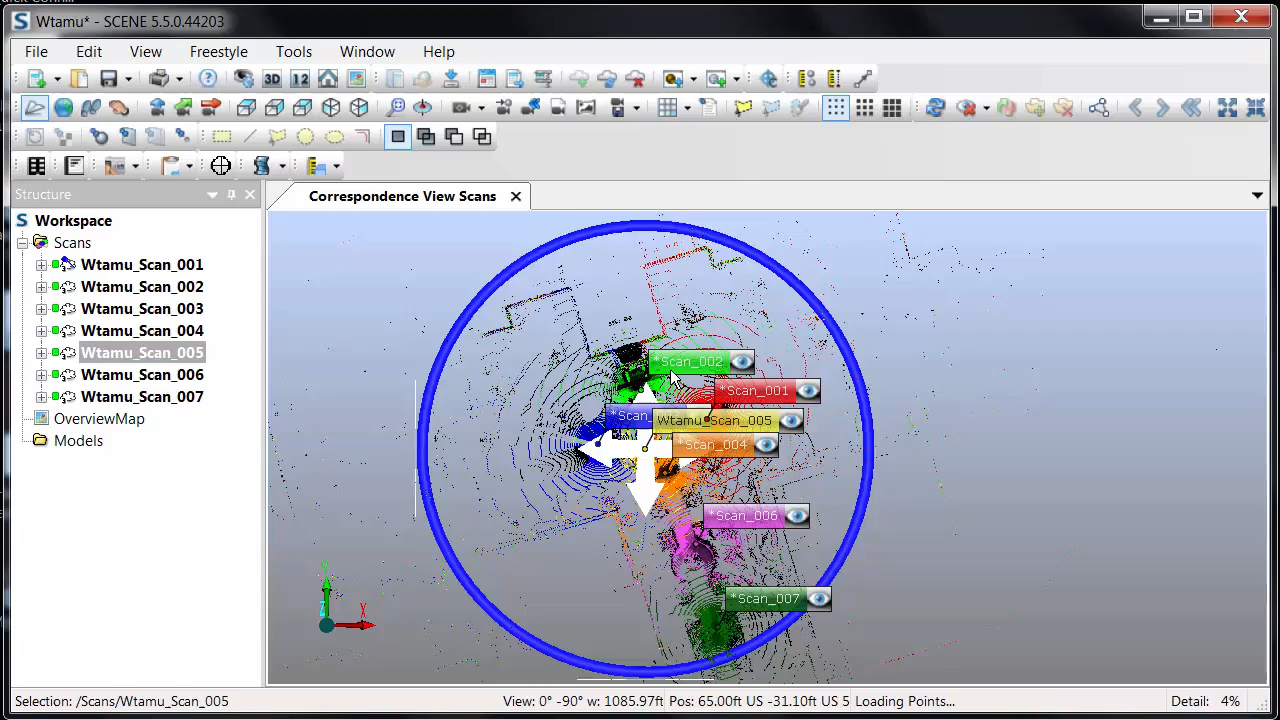 S Wtamu* - SCENE 5.5.0.44203
File Edit View Freestyle Tools Window Help
3D 12
Structure
Correspondence View Scans
S Workspace
Scans
Wtamu_Scan_001
Wtamu_Scan_002
Wtamu_Scan_003
Wtamu_Scan_004
Wtamu_Scan_005
Wtamu_Scan_006
Wtamu_Scan_007
OverviewMap
Models
*Scan_002
*Scan_001
*Scan_
Wtamu_Scan_005
*Scan_004
*Scan_006
*Scan_007
Y
Z
X
Selection: /Scans/Wtamu_Scan_005
View: 0° -90° w: 1085.97ft Pos: 65.00ft US -31.10ft US 5 Loading Points... Detail: 4%